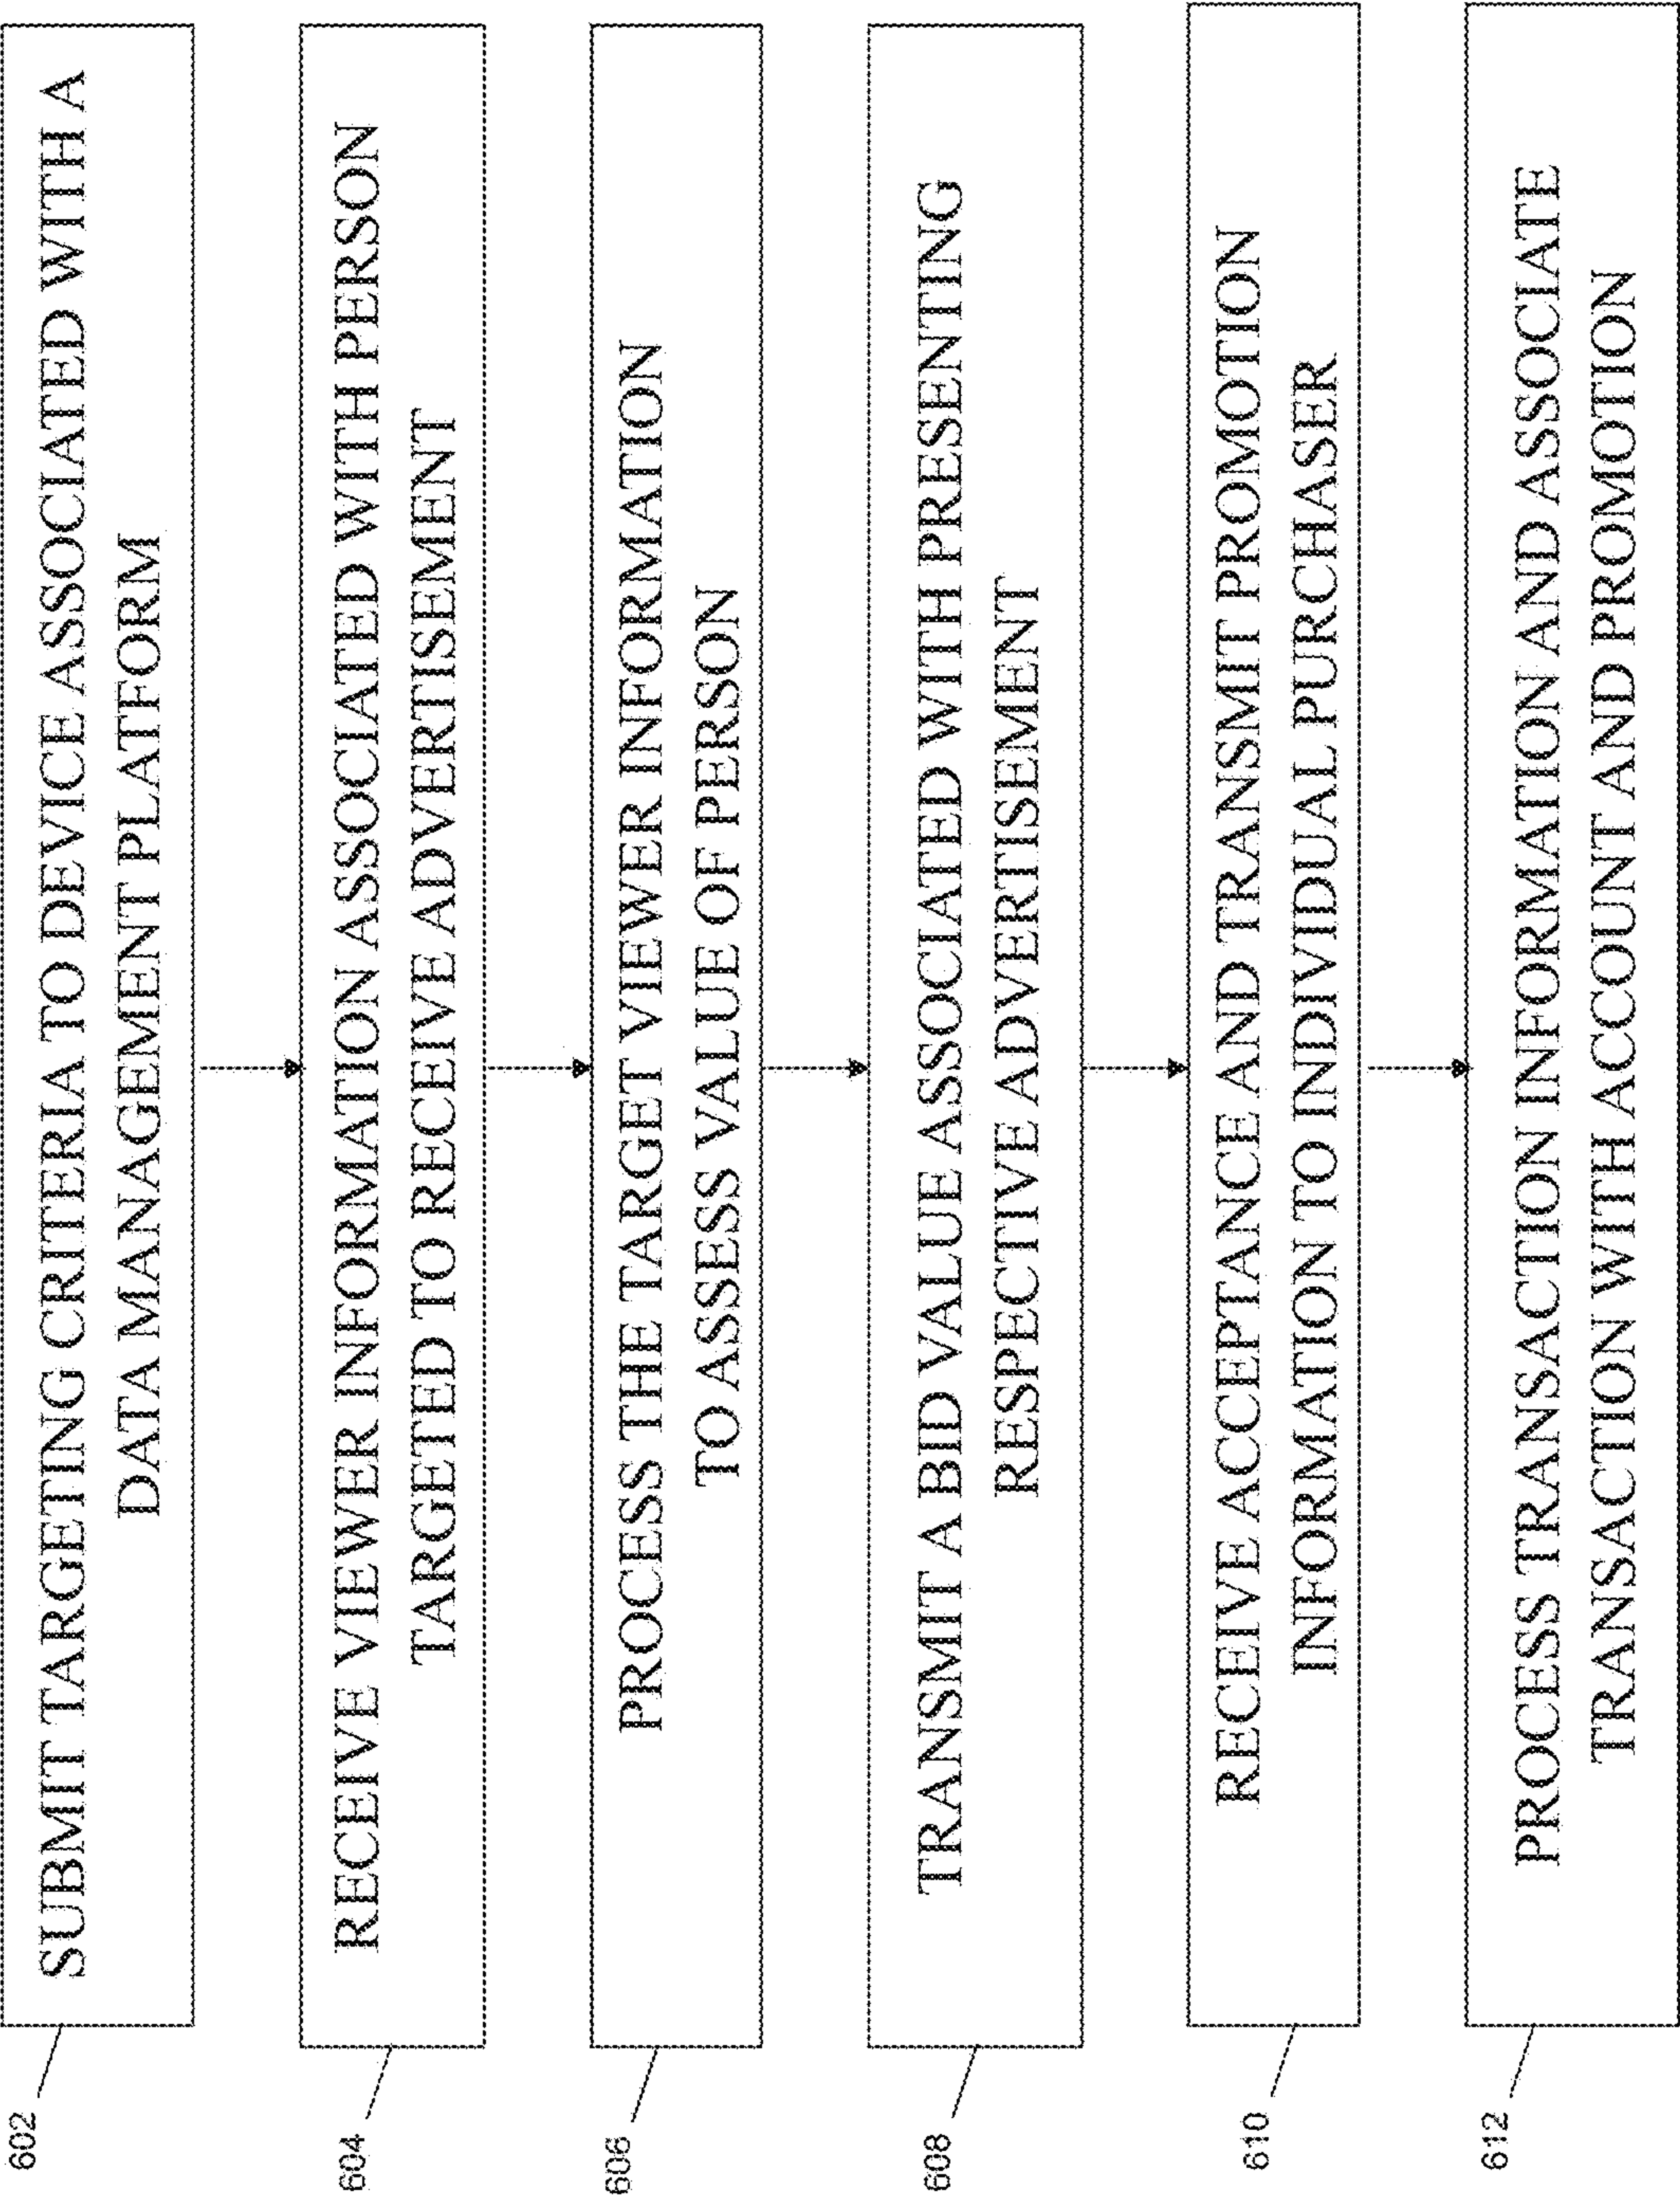 602
SUBMIT TARGETING CRITERIA TO DEVICE ASSOCIATED WITH A
DATA MANAGEMENT PLATFORM
604
RECEIVE VIEWER INFORMATION ASSOCIATED WITH PERSON
TARGETED TO RECEIVE ADVERTISEMENT
606
PROCESS THE TARGET VIEWER INFORMATION
TO ASSESS VALUE OF PERSON
608
TRANSMIT A BID VALUE ASSOCIATED WITH PRESENTING
RESPECTIVE ADVERTISEMENT
610
RECEIVE ACCEPTANCE AND TRANSMIT PROMOTION
INFORMATION TO INDIVIDUAL PURCHASER
612
PROCESS TRANSACTION INFORMATION AND ASSOCIATE
TRANSACTION WITH ACCOUNT AND PROMOTION